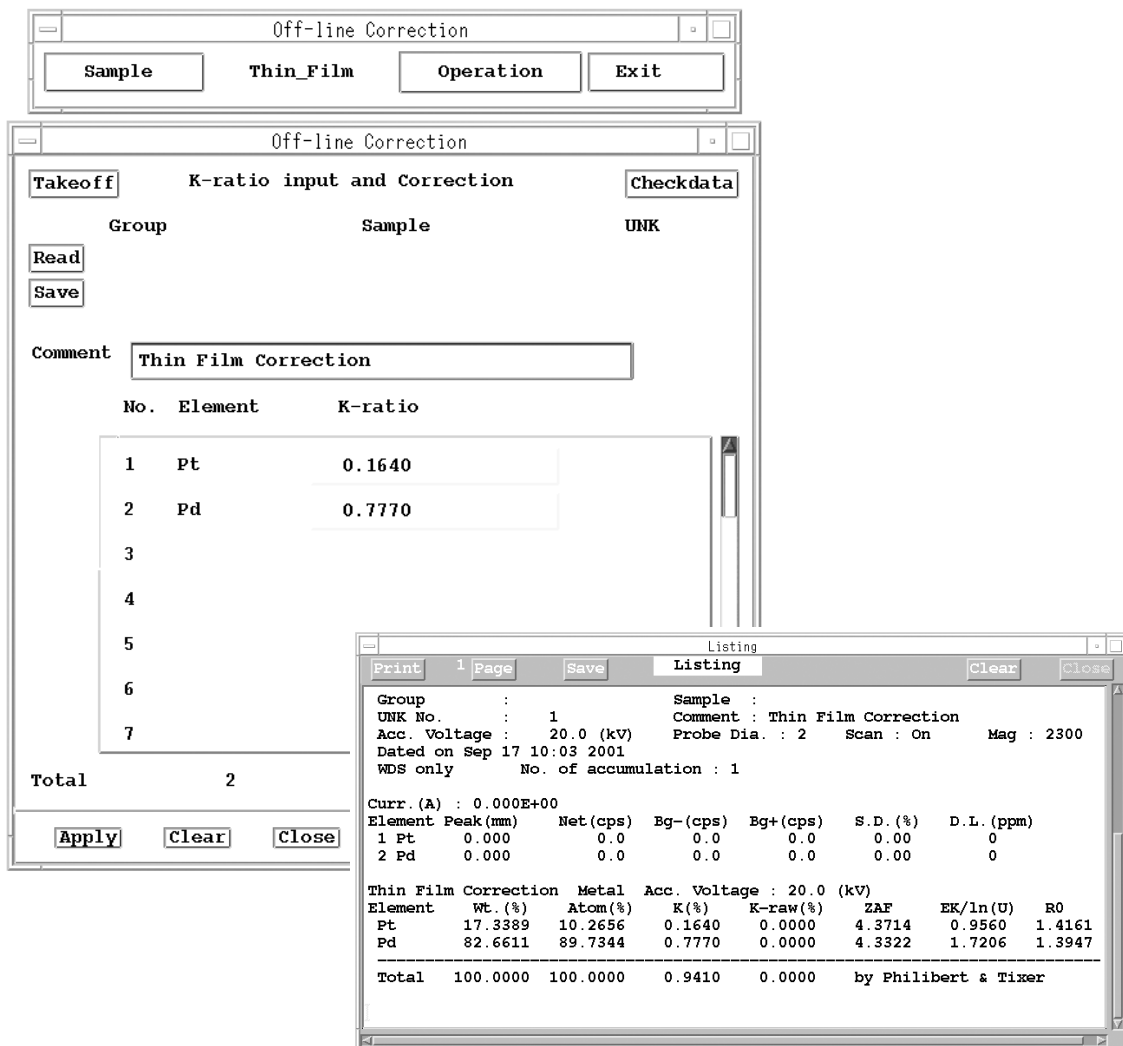 Off-line Correction
Sample Thin_Film Operation Exit
Off-line Correction
Takeoff K-ratio input and Correction Checkdata
Group Sample UNK
Read
Save
Comment Thin Film Correction
No. Element K-ratio
1 Pt 0.1640
2 Pd 0.7770
3
4
5
6
7
Total 2
Apply Clear Close
Listing
Print 1 Page Save Listing Clear Close
Group : Sample :
UNK No. : 1 Comment : Thin Film Correction
Acc. Voltage : 20.0 (kV) Probe Dia. : 2 Scan : On Mag : 2300
Dated on Sep 17 10:03 2001
WDS only No. of accumulation : 1
Curr.(A) : 0.000E+00
Element Peak(mm) Net(cps) Bg-(cps) Bg+(cps) S.D.(%) D.L.(ppm)
1 Pt 0.000 0.0 0.0 0.0 0.00 0
2 Pd 0.000 0.0 0.0 0.0 0.00 0
Thin Film Correction Metal Acc. Voltage : 20.0 (kV)
Element Wt.(%) Atom(%) K(%) K-raw(%) ZAF EK/ln(U) R0
Pt 17.3389 10.2656 0.1640 0.0000 4.3714 0.9560 1.4161
Pd 82.6611 89.7344 0.7770 0.0000 4.3322 1.7206 1.3947
Total 100.0000 100.0000 0.9410 0.0000 by Philibert & Tixer